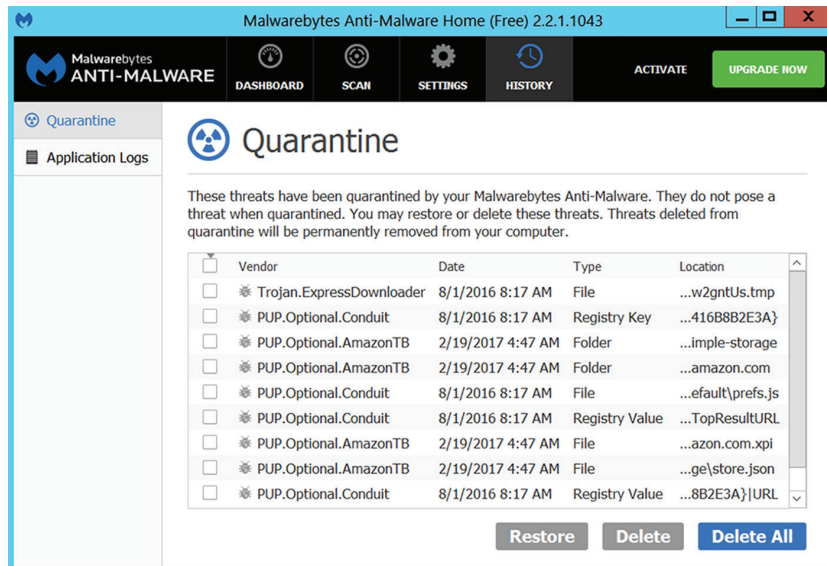 Malwarebytes Anti-Malware Home (Free) 2.2.1.1043
Malwarebytes
ANTI-MALWARE
DASHBOARD
SCAN
SETTINGS
HISTORY
ACTIVATE
UPGRADE NOW
Quarantine
Application Logs
Quarantine
These threats have been quarantined by your Malwarebytes Anti-Malware. They do not pose a
threat when quarantined. You may restore or delete these threats. Threats deleted from
quarantine will be permanently removed from your computer.
Vendor Date Type Location
Trojan.ExpressDownloader 8/1/2016 8:17 AM File ...w2gntUs.tmp
PUP.Optional.Conduit 8/1/2016 8:17 AM Registry Key ...416B8B2E3A}
PUP.Optional.AmazonTB 2/19/2017 4:47 AM Folder ...imple-storage
PUP.Optional.AmazonTB 2/19/2017 4:47 AM Folder ...amazon.com
PUP.Optional.Conduit 8/1/2016 8:17 AM File ...efault\prefs.js
PUP.Optional.Conduit 8/1/2016 8:17 AM Registry Value ...TopResultURL
PUP.Optional.AmazonTB 2/19/2017 4:47 AM File ...azon.com.xpi
PUP.Optional.AmazonTB 2/19/2017 4:47 AM File ...ge\store.json
PUP.Optional.Conduit 8/1/2016 8:17 AM Registry Value ...8B2E3A}|URL
Restore
Delete
Delete All